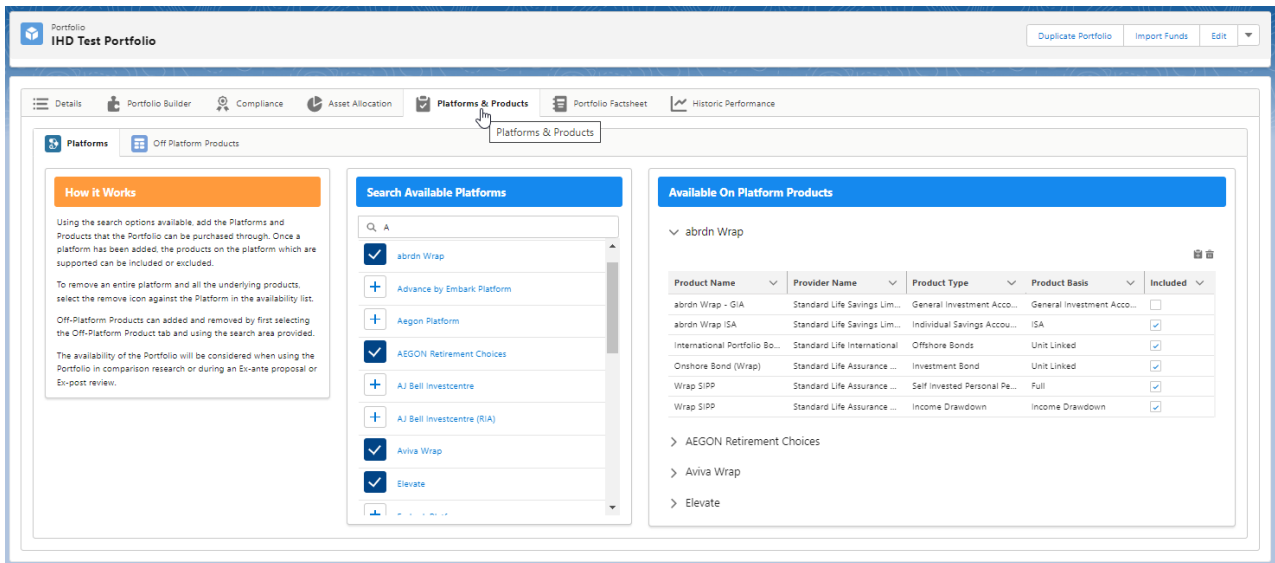 Portfolio
IHD Test Portfolio
Duplicate Portfolio
Import Funds
Edit
Details
Portfolio Builder
Compliance
Asset Allocation
Platforms & Products
Portfolio Factsheet
Historic Performance
Platforms & Products
Platforms
Off Platform Products
How it Works
Using the search options available, add the Platforms and
Products that the Portfolio can be purchased through. Once a
platform has been added, the products on the platform which are
supported can be included or excluded.
To remove an entire platform and all the underlying products,
select the remove icon against the Platform in the availability list.
Off-Platform Products can added and removed by first selecting
the Off-Platform Product tab and using the search area provided.
The availability of the Portfolio will be considered when using the
Portfolio in comparison research or during an Ex-ante proposal or
Ex-post review.
Search Available Platforms
A
abrdn Wrap
Advance by Embark Platform
Aegon Platform
AEGON Retirement Choices
AJ Bell Investcentre
AJ Bell Investcentre (RIA)
Aviva Wrap
Elevate
Available On Platform Products
abrdn Wrap
Product Name Provider Name Product Type Product Basis Included
abrdn Wrap - GIA Standard Life Savings Lim... General Investment Acco... General Investment Acco...
abrdn Wrap ISA Standard Life Savings Lim... Individual Savings Accou... ISA
International Portfolio Bo... Standard Life International Offshore Bonds Unit Linked
Onshore Bond (Wrap) Standard Life Assurance ... Investment Bond Unit Linked
Wrap SIPP Standard Life Assurance ... Self Invested Personal Pe... Full
Wrap SIPP Standard Life Assurance ... Income Drawdown Income Drawdown
AEGON Retirement Choices
Aviva Wrap
Elevate